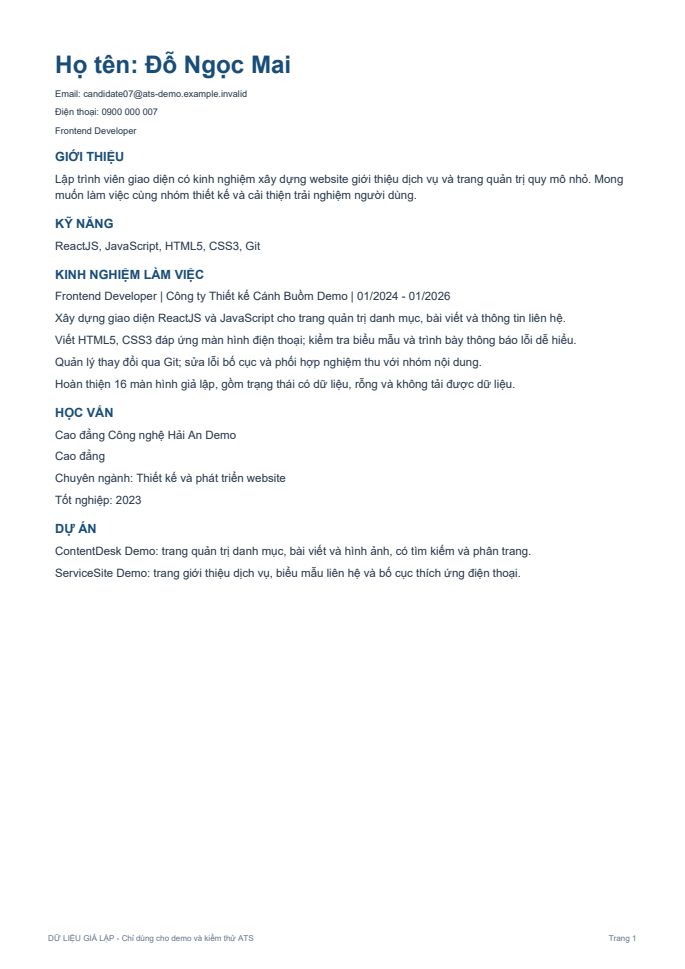 Họ tên: Đỗ Ngọc Mai
Email: candidate07@ats-demo.example.invalid
Điện thoại: 0900 000 007
Frontend Developer
GIỚI THIỆU
Lập trình viên giao diện có kinh nghiệm xây dựng website giới thiệu dịch vụ và trang quản trị quy mô nhỏ. Mong
muốn làm việc cùng nhóm thiết kế và cải thiện trải nghiệm người dùng.
KỸ NĂNG
ReactJS, JavaScript, HTML5, CSS3, Git
KINH NGHIỆM LÀM VIỆC
Frontend Developer | Công ty Thiết kế Cánh Buồm Demo | 01/2024 - 01/2026
Xây dựng giao diện ReactJS và JavaScript cho trang quản trị danh mục, bài viết và thông tin liên hệ.
Viết HTML5, CSS3 đáp ứng màn hình điện thoại; kiểm tra biểu mẫu và trình bày thông báo lỗi dễ hiểu.
Quản lý thay đổi qua Git; sửa lỗi bố cục và phối hợp nghiệm thu với nhóm nội dung.
Hoàn thiện 16 màn hình giả lập, gồm trạng thái có dữ liệu, rỗng và không tải được dữ liệu.
HỌC VẤN
Cao đẳng Công nghệ Hải An Demo
Cao đẳng
Chuyên ngành: Thiết kế và phát triển website
Tốt nghiệp: 2023
DỰ ÁN
ContentDesk Demo: trang quản trị danh mục, bài viết và hình ảnh, có tìm kiếm và phân trang.
ServiceSite Demo: trang giới thiệu dịch vụ, biểu mẫu liên hệ và bố cục thích ứng điện thoại.
DỮ LIỆU GIẢ LẬP - Chỉ dùng cho demo và kiểm thử ATS
Trang 1